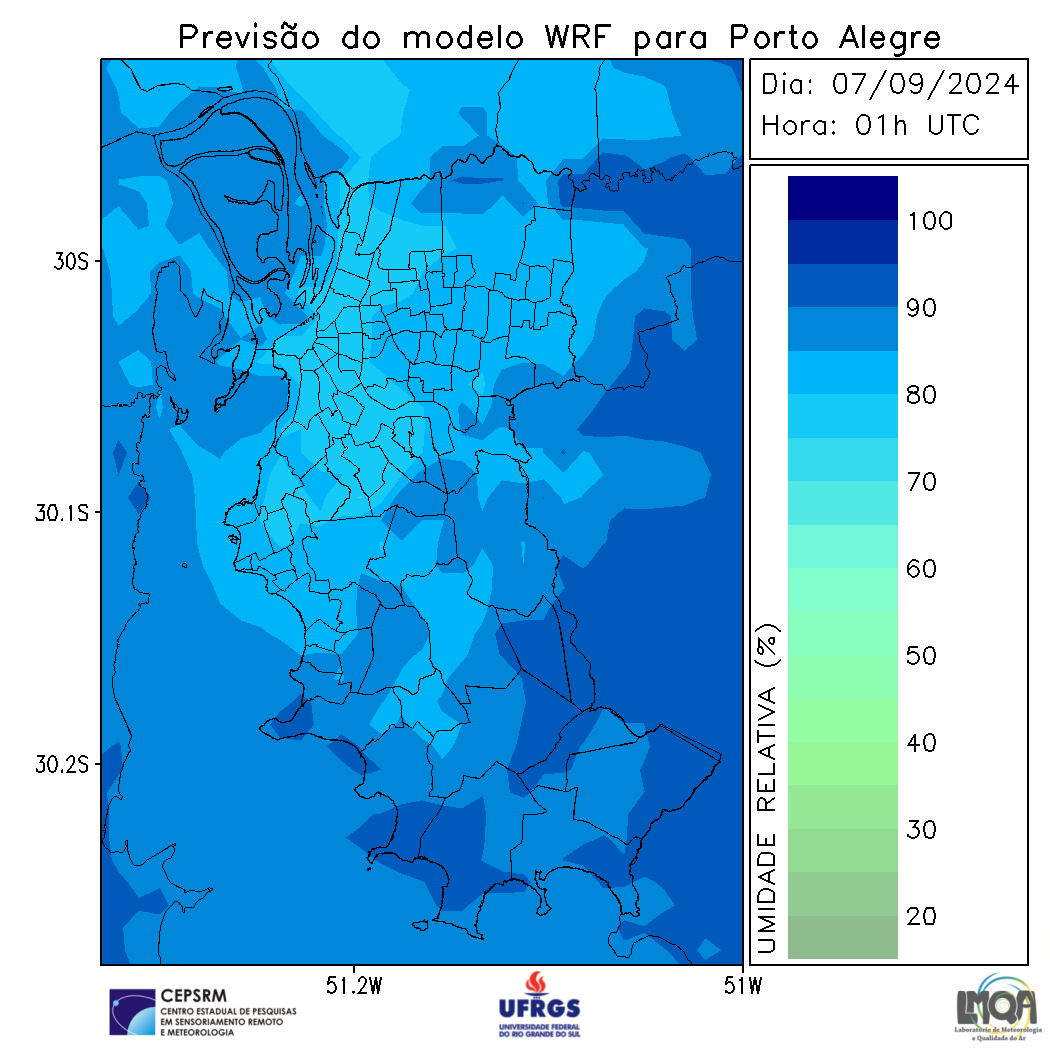 Previsão do modelo WRF para Porto Alegre
Dia: 07/09/2024
Hora: 01h UTC
100
90
80
70
60
50
40
30
20
UMIDADE RELATIVA (%)
30S
30.1S
30.2S
51.2W
51W
CEPSRM
CENTRO ESTADUAL DE PESQUISAS
EM SENSORIAMENTO REMOTO
E METEOROLOGIA
UFRGS
UNIVERSIDADE FEDERAL
DO RIO GRANDE DO SUL
LMQA
Laboratório de Meteorologia
e Qualidade do Ar